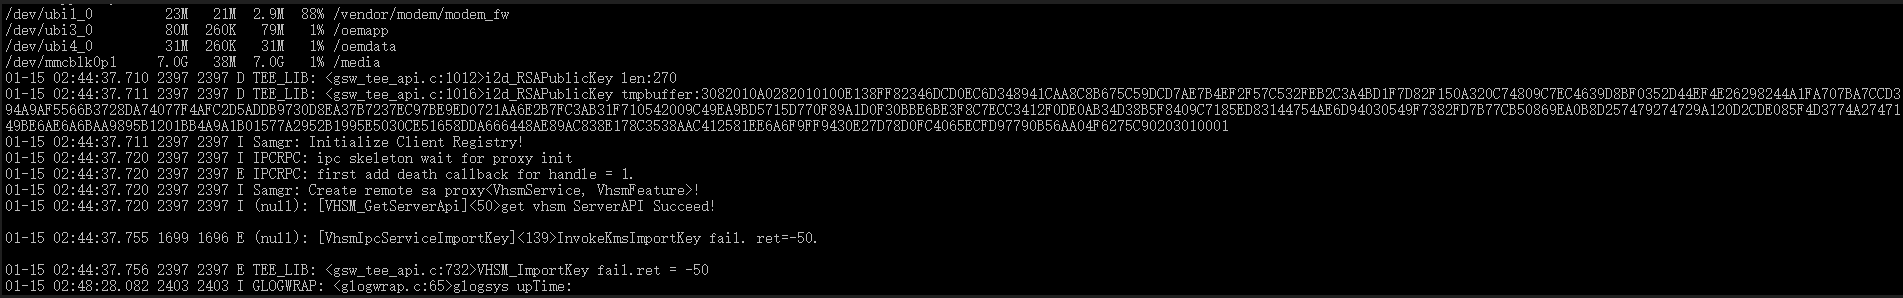 /dev/ubi1_0 23M 21M 2.9M 88% /vendor/modem/modem_fw
/dev/ubi3_0 80M 260K 79M 1% /oemapp
/dev/ubi4_0 31M 260K 31M 1% /oemdata
/dev/mmcblk0p1 7.0G 38M 7.0G 1% /media
01-15 02:44:37.710 2397 2397 D TEE_LIB: <gsw_tee_api.c:1012>i2d_RSAPublicKey len:270
01-15 02:44:37.711 2397 2397 D TEE_LIB: <gsw_tee_api.c:1016>i2d_RSAPublicKey tmpbuffer:3082010A0282010100E138FF82346DCD0EC6D348941CAA8C8B675C59DCD7AE7B4EF2F57C532FEB2C3A4BD1F7D82F150A320C74809C7EC4639D8BF0352D44EF4E26298244A1FA707BA7CCD3
94A9AF5566B3728DA74077F4AFC2D5ADDB9730D8EA37B7237EC97BE9ED0721AA6E2B7FC3AB31F710542009C49EA9BD5715D770F89A1D0F30BBE6BE3F8C7ECC3412F0DE0AB34D38B5F8409C7185ED83144754AE6D94030549F7382FD7B77CB50869EA0B8D257479274729A120D2CDE085F4D3774A27471
49BE6AE6A6BAA9895B1201BB4A9A1B01577A2952B1995E5030CE51658DDA666448AE89AC838E178C3538AAC412581EE6A6F9FF9430E27D78D0FC4065ECFD97790B56AA04F6275C90203010001
01-15 02:44:37.711 2397 2397 I Samgr: Initialize Client Registry!
01-15 02:44:37.720 2397 2397 I IPCRPC: ipc skeleton wait for proxy init
01-15 02:44:37.720 2397 2397 E IPCRPC: first add death callback for handle = 1.
01-15 02:44:37.720 2397 2397 I Samgr: Create remote sa proxy<VhsmService, VhsmFeature>!
01-15 02:44:37.720 2397 2397 I (null): [VHSM_GetServerApi]<50>get vhsm ServerAPI Succeed!
01-15 02:44:37.755 1699 1696 E (null): [VhsmIpcServiceImportKey]<139>InvokeKmsImportKey fail. ret=-50.
01-15 02:44:37.756 2397 2397 E TEE_LIB: <gsw_tee_api.c:732>VHSM_ImportKey fail.ret = -50
01-15 02:48:28.082 2403 2403 I GLOGWRAP: <glogwrap.c:65>glogsys upTime: